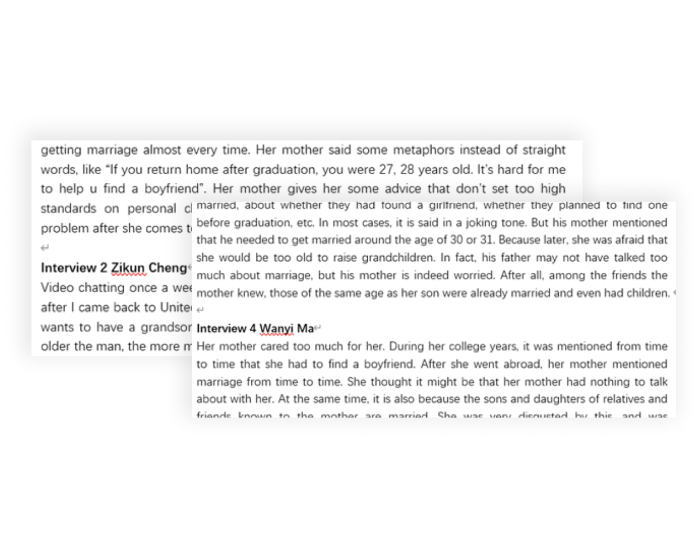 getting marriage almost every time. Her mother said some metaphors instead of straight
words, like “If you return home after graduation, you were 27, 28 years old. It’s hard for me
to help u find a boyfriend”. Her mother gives her some advice that don’t set too high
standards on personal
problem after she comes
Interview 2 Zikun Cheng
Video chatting once a
after I came back to
wants to have a
older the man, the more
married, about whether they had found a girlfriend, whether they planned to find one
before graduation, etc. In most cases, it is said in a joking tone. But his mother mentioned
that he needed to get married around the age of 30 or 31. Because later, she was afraid that
she would be too old to raise grandchildren. In fact, his father may not have talked too
much about marriage, but his mother is indeed worried. After all, among the friends the
mother knew, those of the same age as her son were already married and even had children.
Interview 4 Wanyi Ma
Her mother cared too much for her. During her college years, it was mentioned from time
to time that she had to find a boyfriend. After she went abroad, her mother mentioned
marriage from time to time. She thought it might be that her mother had nothing to talk
about with her. At the same time, it is also because the sons and daughters of relatives and
friends known to the mother are married. She was very disgusted by this, and was